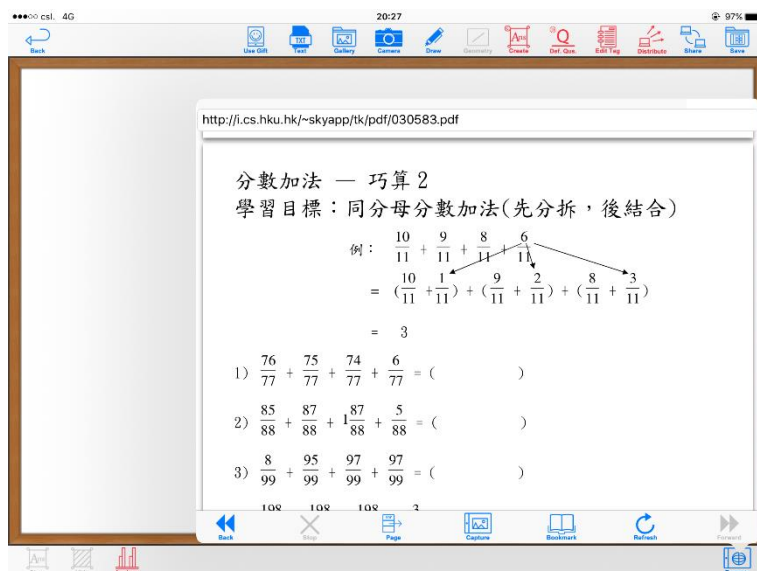 ●●●○○ csl. 4G 20:27 97%
Back Use Gift Text Gallery Camera Draw Geometry Create Def. Que. Edit Tag Distribute Share Save
http://i.cs.hku.hk/~skyapp/tk/pdf/030583.pdf
分數加法 — 巧算 2
學習目標：同分母分數加法(先分拆，後結合)
例： 10/11 + 9/11 + 8/11 + 6/11
= (10/11 + 1/11) + (9/11 + 2/11) + (8/11 + 3/11)
= 3
1) 76/77 + 75/77 + 74/77 + 6/77 = ( )
2) 85/88 + 87/88 + 1 87/88 + 5/88 = ( )
3) 8/99 + 95/99 + 97/99 + 97/99 = ( )
198 198 198 3
Back Stop Page Capture Bookmark Refresh Forward